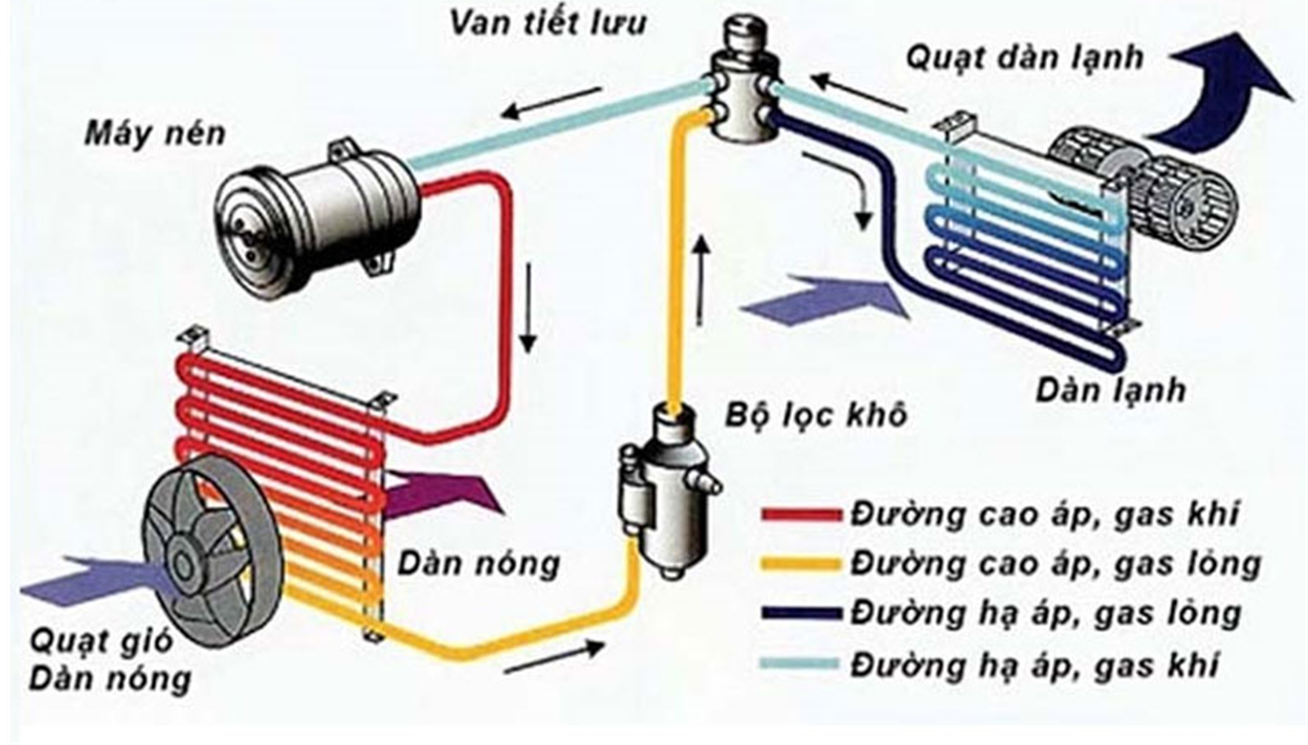 Van tiết lưu
Quạt dàn lạnh
Máy nén
Dàn lạnh
Bộ lọc khô
Đường cao áp, gas khí
Dàn nóng
Đường cao áp, gas lỏng
Đường hạ áp, gas lỏng
Quạt gió
Dàn nóng
Đường hạ áp, gas khí